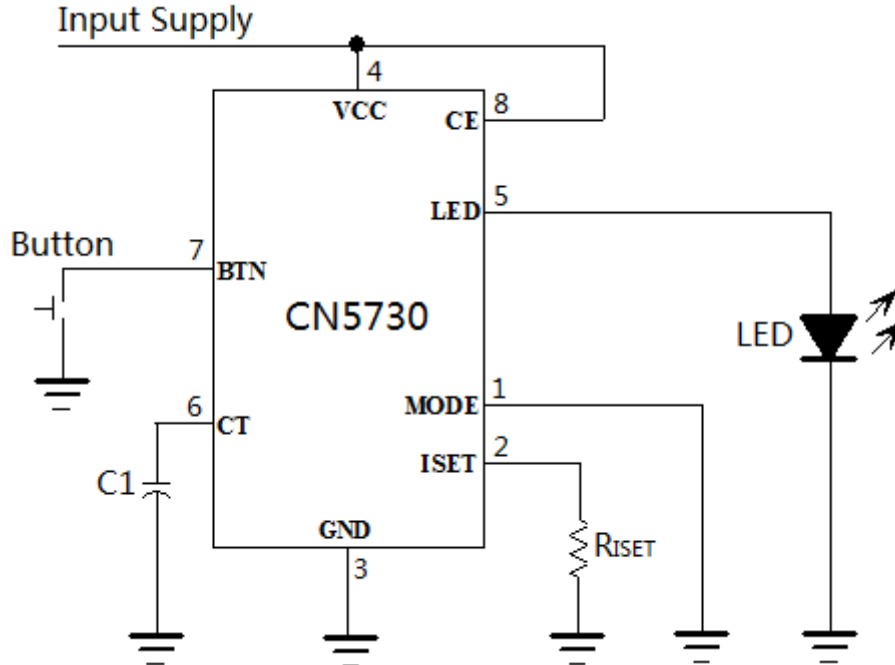 Input Supply
4
VCC
8
CE
5
LED
Button
7
BTN
CN5730
LED
1
MODE
6
CT
2
ISET
C1
RISET
GND
3